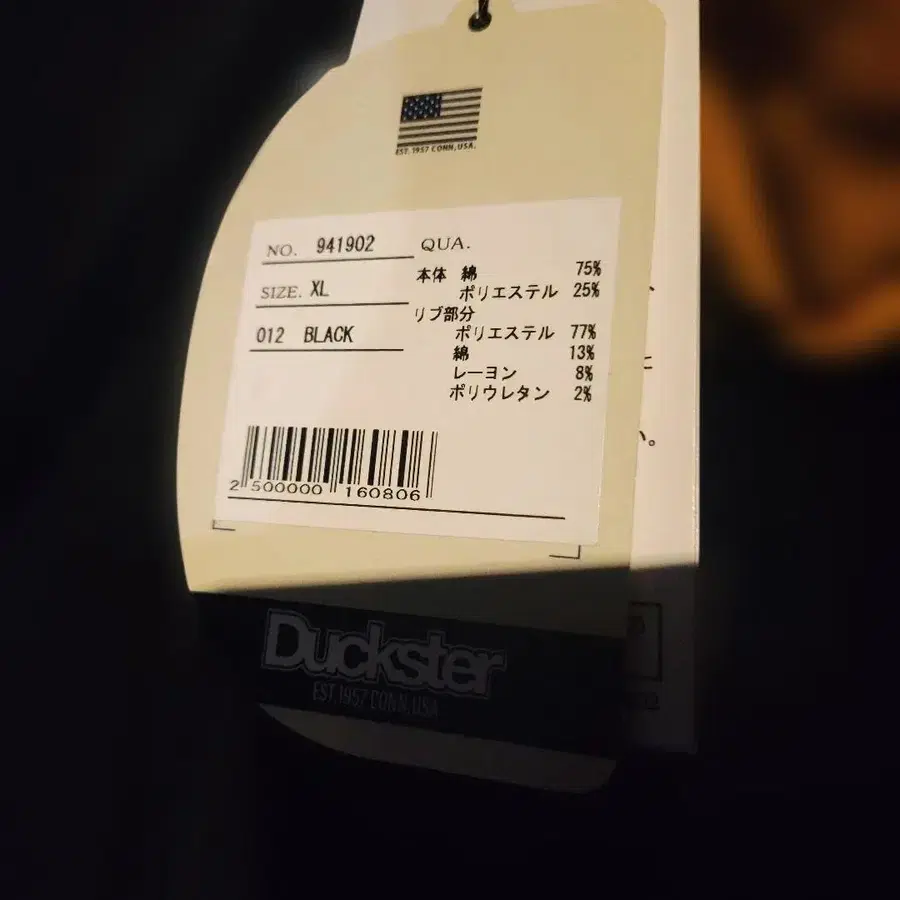 EST. 1957 CONN, USA.
NO. 941902
SIZE. XL
012 BLACK
QUA.
本体 綿 75%
ポリエステル 25%
リブ部分
ポリエステル 77%
綿 13%
レーヨン 8%
ポリウレタン 2%
2 500000 160806
Duckster
EST. 1957 CONN, USA